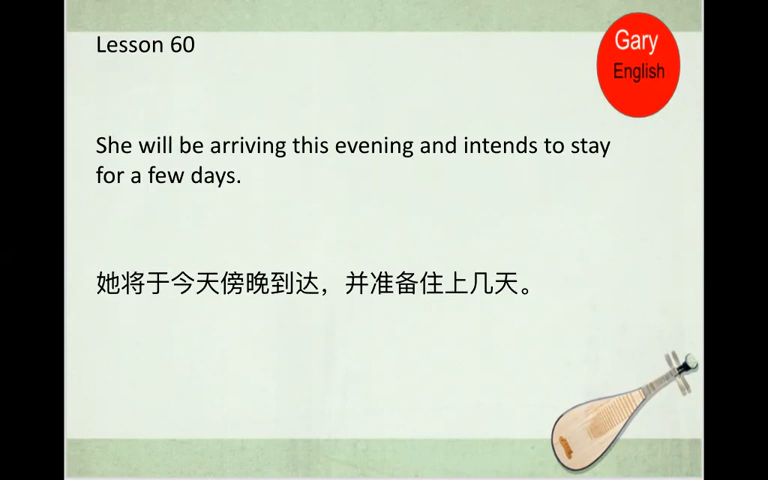 Lesson 60
Gary
English
She will be arriving this evening and intends to stay
for a few days.
她将于今天傍晚到达，并准备住上几天。